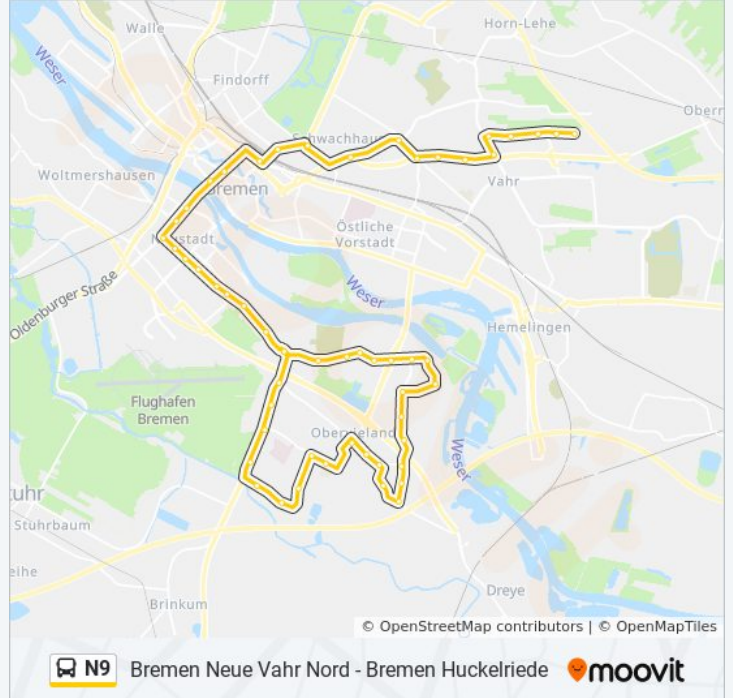 Walle
Horn-Lehe
Weser
Findorff
Oberr
Schwachhau
Woltmershausen
Bremen
Vahr
Neustadt
Östliche
Vorstadt
Oldenburger Straße
Weser
Hemelingen
Flughafen
Bremen
Obervieland
Weser
tuhr
Stuhrbaum
eihe
Dreye
Brinkum
© OpenStreetMap contributors | © OpenMapTiles
N9 Bremen Neue Vahr Nord - Bremen Huckelriede moovit